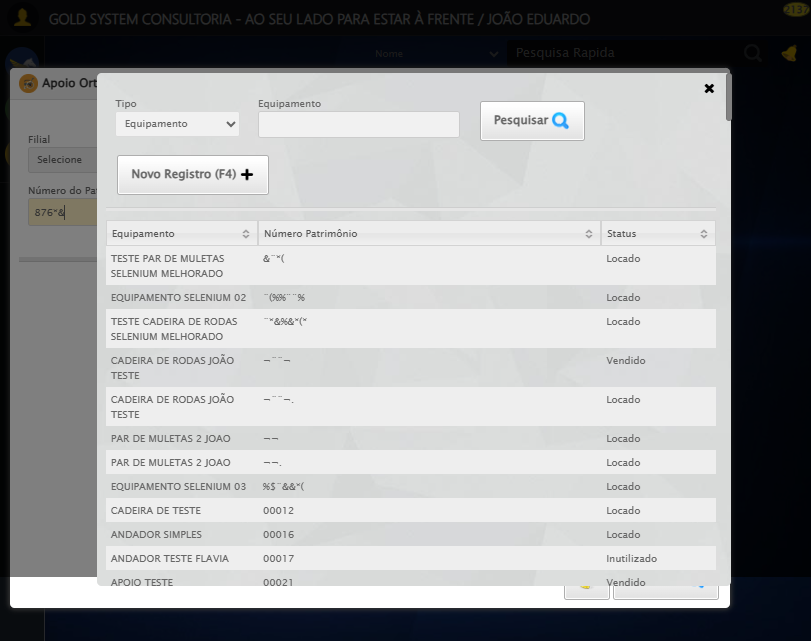 GOLD SYSTEM CONSULTORIA - AO SEU LADO PARA ESTAR À FRENTE / JOÃO EDUARDO
2137
Nome
Pesquisa Rapida
Apoio Ort
Filial
Selecione
Número do Pa
876*&
Tipo
Equipamento
Equipamento
Pesquisar
Novo Registro (F4)
Equipamento Número Patrimônio Status
TESTE PAR DE MULETAS &¨*( Locado
SELENIUM MELHORADO
EQUIPAMENTO SELENIUM 02 ¨(%%¨¨% Locado
TESTE CADEIRA DE RODAS ¨*&%&*(* Locado
SELENIUM MELHORADO
CADEIRA DE RODAS JOÃO ¬¨¨¬ Vendido
TESTE
CADEIRA DE RODAS JOÃO ¬¨¨¬. Locado
TESTE
PAR DE MULETAS 2 JOAO ¬¬ Locado
PAR DE MULETAS 2 JOAO ¬¬. Locado
EQUIPAMENTO SELENIUM 03 %$¨&&*( Locado
CADEIRA DE TESTE 00012 Locado
ANDADOR SIMPLES 00016 Locado
ANDADOR TESTE FLAVIA 00017 Inutilizado
APOIO TESTE 00021 Vendido